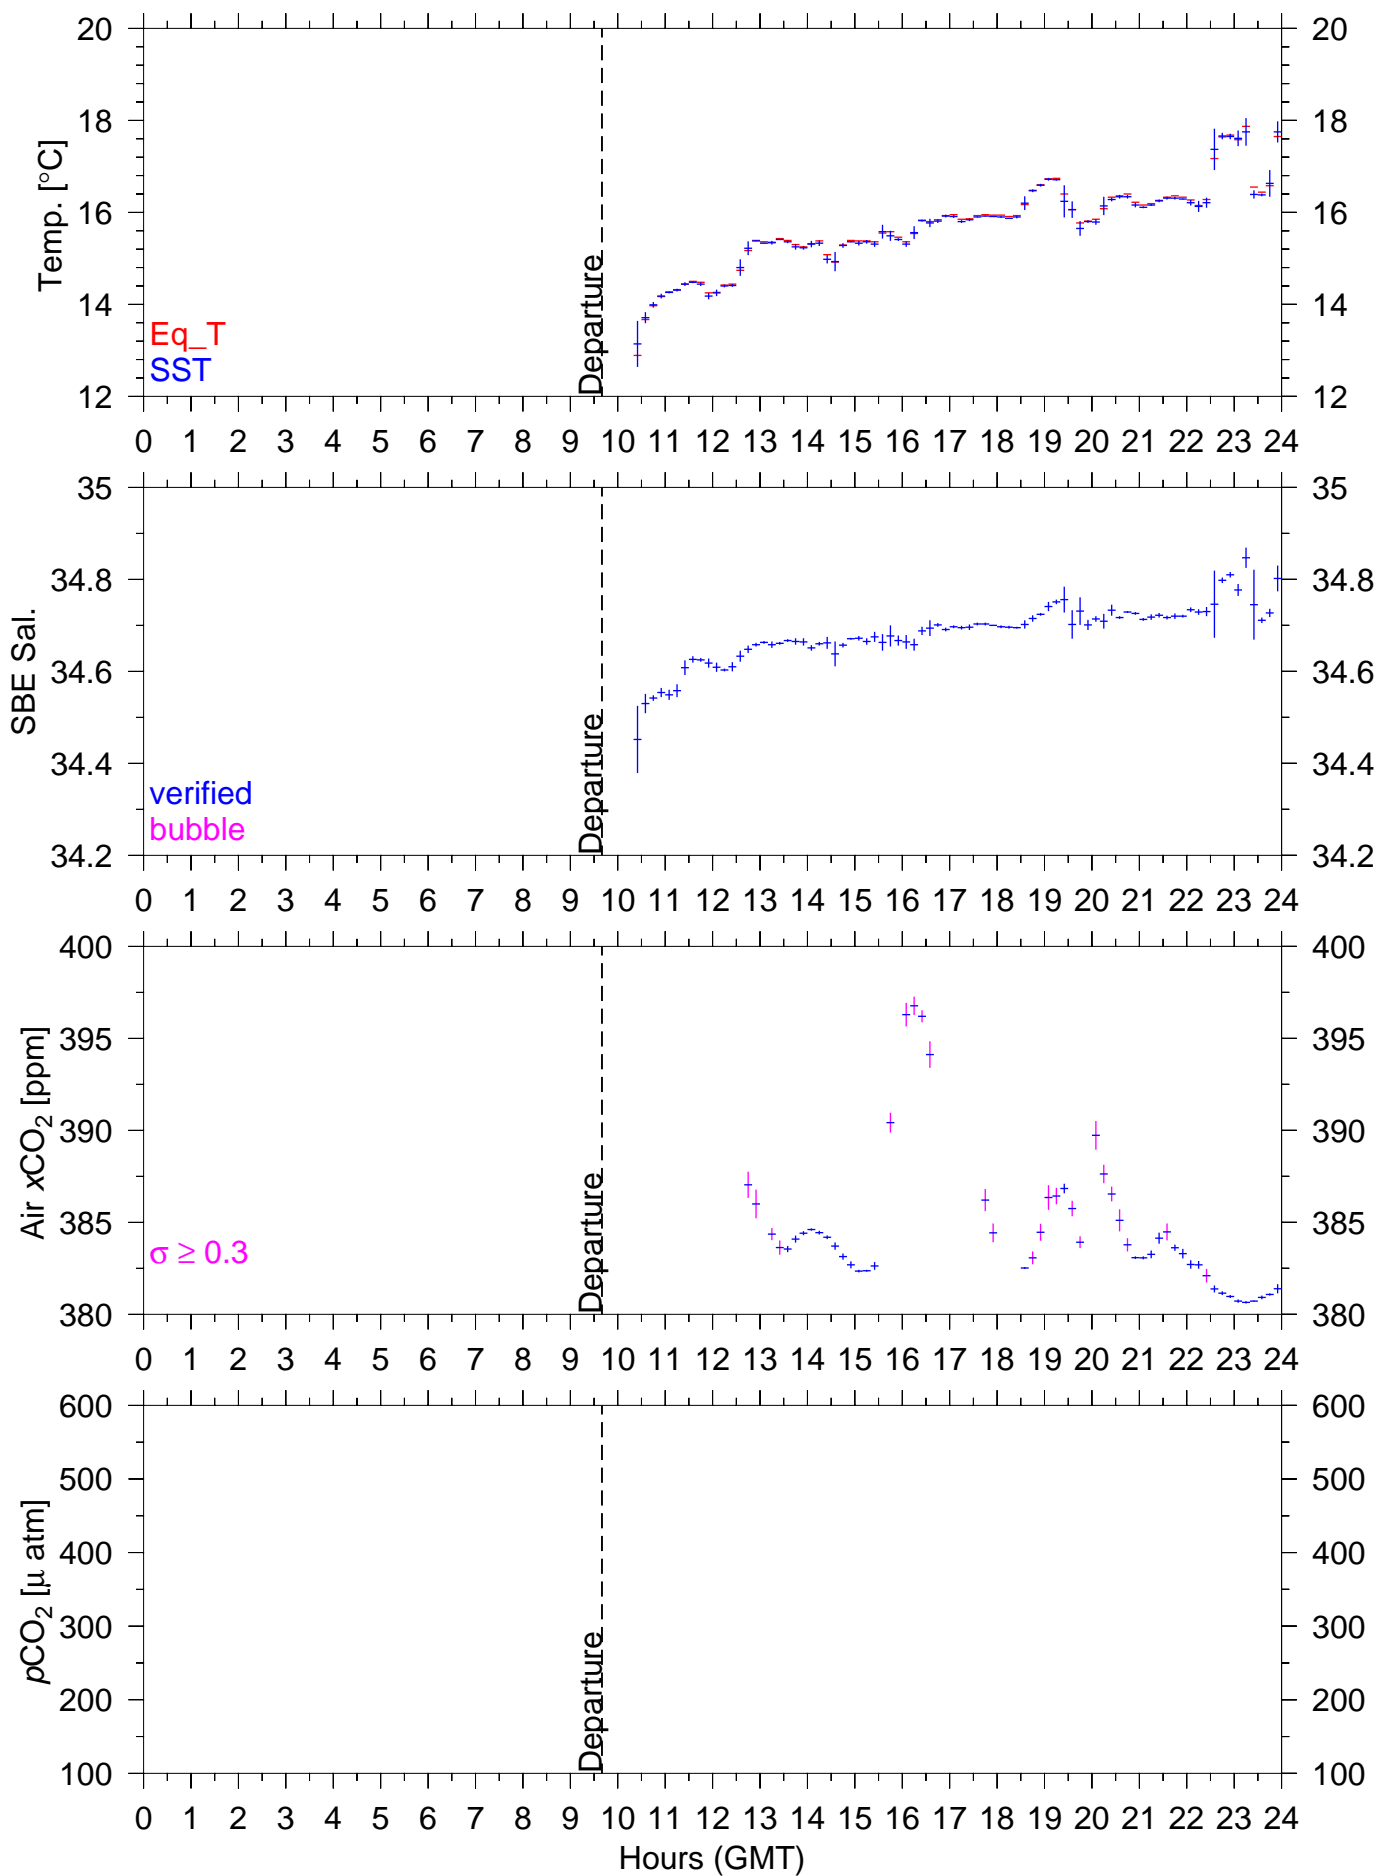 20 20
18 18
16 16
14 14
12 12
Temp. [°C]
Eq_T
SST
Departure
0 1 2 3 4 5 6 7 8 9 10 11 12 13 14 15 16 17 18 19 20 21 22 23 24
35 35
34.8 34.8
34.6 34.6
34.4 34.4
34.2 34.2
SBE Sal.
verified
bubble
Departure
0 1 2 3 4 5 6 7 8 9 10 11 12 13 14 15 16 17 18 19 20 21 22 23 24
400 400
395 395
390 390
385 385
380 380
Air xCO₂ [ppm]
σ ≥ 0.3
Departure
0 1 2 3 4 5 6 7 8 9 10 11 12 13 14 15 16 17 18 19 20 21 22 23 24
600 600
500 500
400 400
300 300
200 200
100 100
pCO₂ [μ atm]
Departure
0 1 2 3 4 5 6 7 8 9 10 11 12 13 14 15 16 17 18 19 20 21 22 23 24
Hours (GMT)